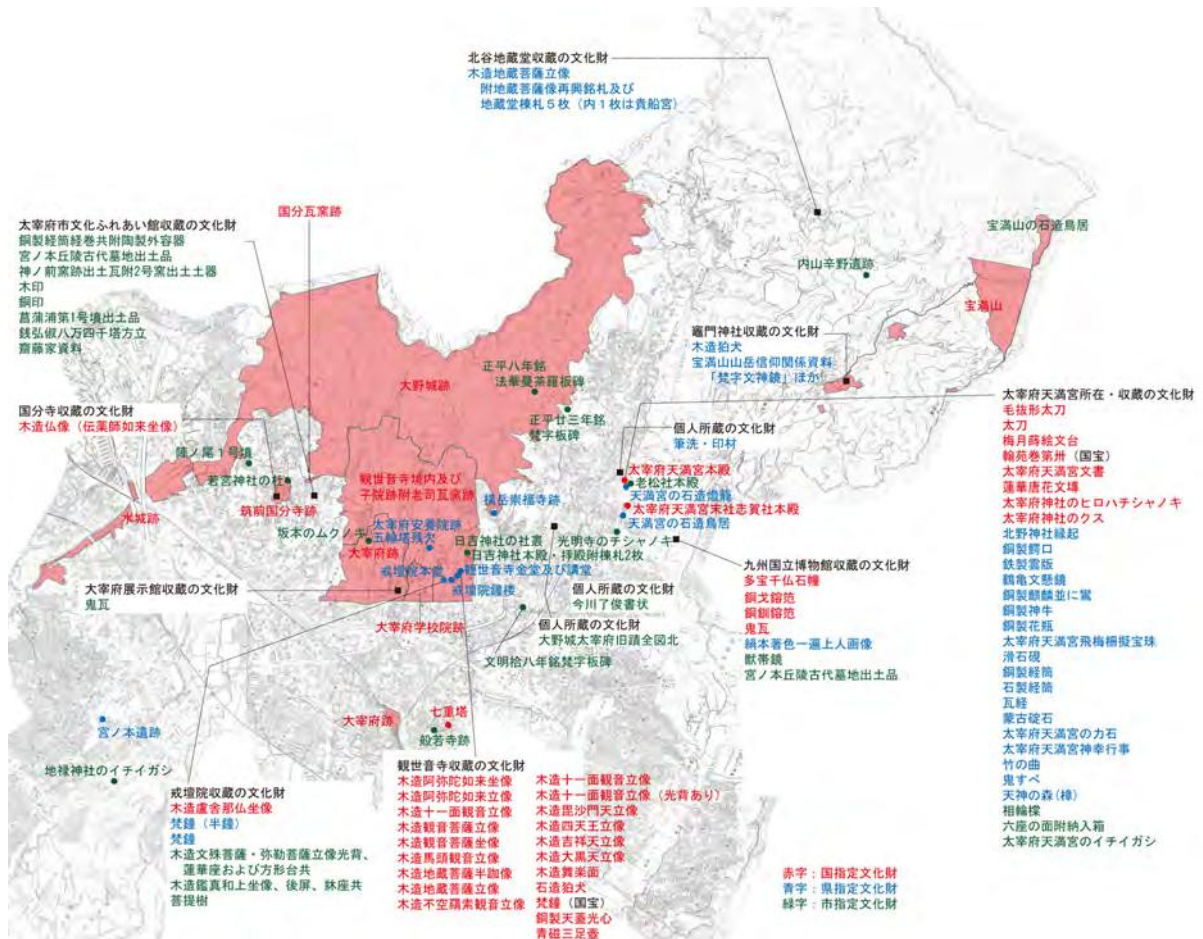 北谷地蔵堂収蔵の文化財
木造地蔵菩薩立像
附地蔵菩薩像再興銘札及び
地蔵堂棟札5枚(内1枚は貴船宮)
国分瓦窯跡
太宰府市文化ふれあい館収蔵の文化財
銅製経筒経巻共附陶製外容器
宮ノ本丘陵古代墓地出土品
神ノ前窯跡出土瓦附2号窯出土土器
木印
銅印
菖蒲浦第1号墳出土品
銭弘俶八万四千塔方立
齋藤家資料
宝満山の石造鳥居
内山辛野遺跡
宝満山
竈門神社収蔵の文化財
木造狛犬
宝満山山岳信仰関係資料
「梵字文神鏡」ほか
大野城跡
正平八年銘
法華曼荼羅板碑
正平廿三年銘
梵字板碑
国分寺収蔵の文化財
木造仏像(伝薬師如来坐像)
陣ノ尾1号墳
若宮神社の杜
筑前国分寺跡
水城跡
観世音寺境内及び
子院跡附老司瓦窯跡
個人所蔵の文化財
筆洗・印材
太宰府天満宮本殿
老松社本殿
天満宮の石造燈籠
太宰府天満宮末社志賀社本殿
天満宮の石造鳥居
横岳崇福寺跡
坂本のムクノキ
太宰府安養院跡
五輪塔残欠
大宰府跡
日吉神社の社叢
光明寺のチシャノキ
日吉神社本殿・拝殿附棟札2枚
戒壇院本堂
観世音寺金堂及び講堂
戒壇院鐘楼
大宰府展示館収蔵の文化財
鬼瓦
大宰府学校院跡
個人所蔵の文化財
今川了俊書状
個人所蔵の文化財
大野城太宰府旧蹟全図北
文明拾八年銘梵字板碑
九州国立博物館収蔵の文化財
多宝千仏石幢
銅戈鎔笵
銅釧鎔笵
鬼瓦
絹本著色一遍上人画像
獣帯鏡
宮ノ本丘陵古代墓地出土品
太宰府天満宮所在・収蔵の文化財
毛抜形太刀
太刀
梅月蒔絵文台
翰苑巻第卅(国宝)
太宰府天満宮文書
蓮華唐花文塼
太宰府神社のヒロハチシャノキ
太宰府神社のクス
北野神社縁起
銅製鰐口
鉄製雲版
鶴亀文懸鏡
銅製麒麟並に鷽
銅製神牛
銅製花瓶
太宰府天満宮飛梅柵擬宝珠
滑石硯
銅製経筒
石製経筒
瓦経
蒙古碇石
太宰府天満宮の力石
太宰府天満宮神幸行事
竹の曲
鬼すべ
天神の森(樟)
相輪橖
六座の面附納入箱
太宰府天満宮のイチイガシ
宮ノ本遺跡
地禄神社のイチイガシ
大宰府跡
七重塔
般若寺跡
戒壇院収蔵の文化財
木造盧舎那仏坐像
梵鐘(半鐘)
梵鐘
木造文殊菩薩・弥勒菩薩立像光背、
蓮華座および方形台共
木造鑑真和上坐像、後屏、牀座共
菩提樹
観世音寺収蔵の文化財
木造阿弥陀如来坐像
木造阿弥陀如来立像
木造十一面観音立像
木造観音菩薩立像
木造観音菩薩坐像
木造馬頭観音立像
木造地蔵菩薩半跏像
木造地蔵菩薩立像
木造不空羂索観音立像
木造十一面観音立像
木造十一面観音立像(光背あり)
木造毘沙門天立像
木造四天王立像
木造吉祥天立像
木造大黒天立像
木造舞楽面
石造狛犬
梵鐘(国宝)
銅製天蓋光心
青磁三足壺
赤字:国指定文化財
青字:県指定文化財
緑字:市指定文化財